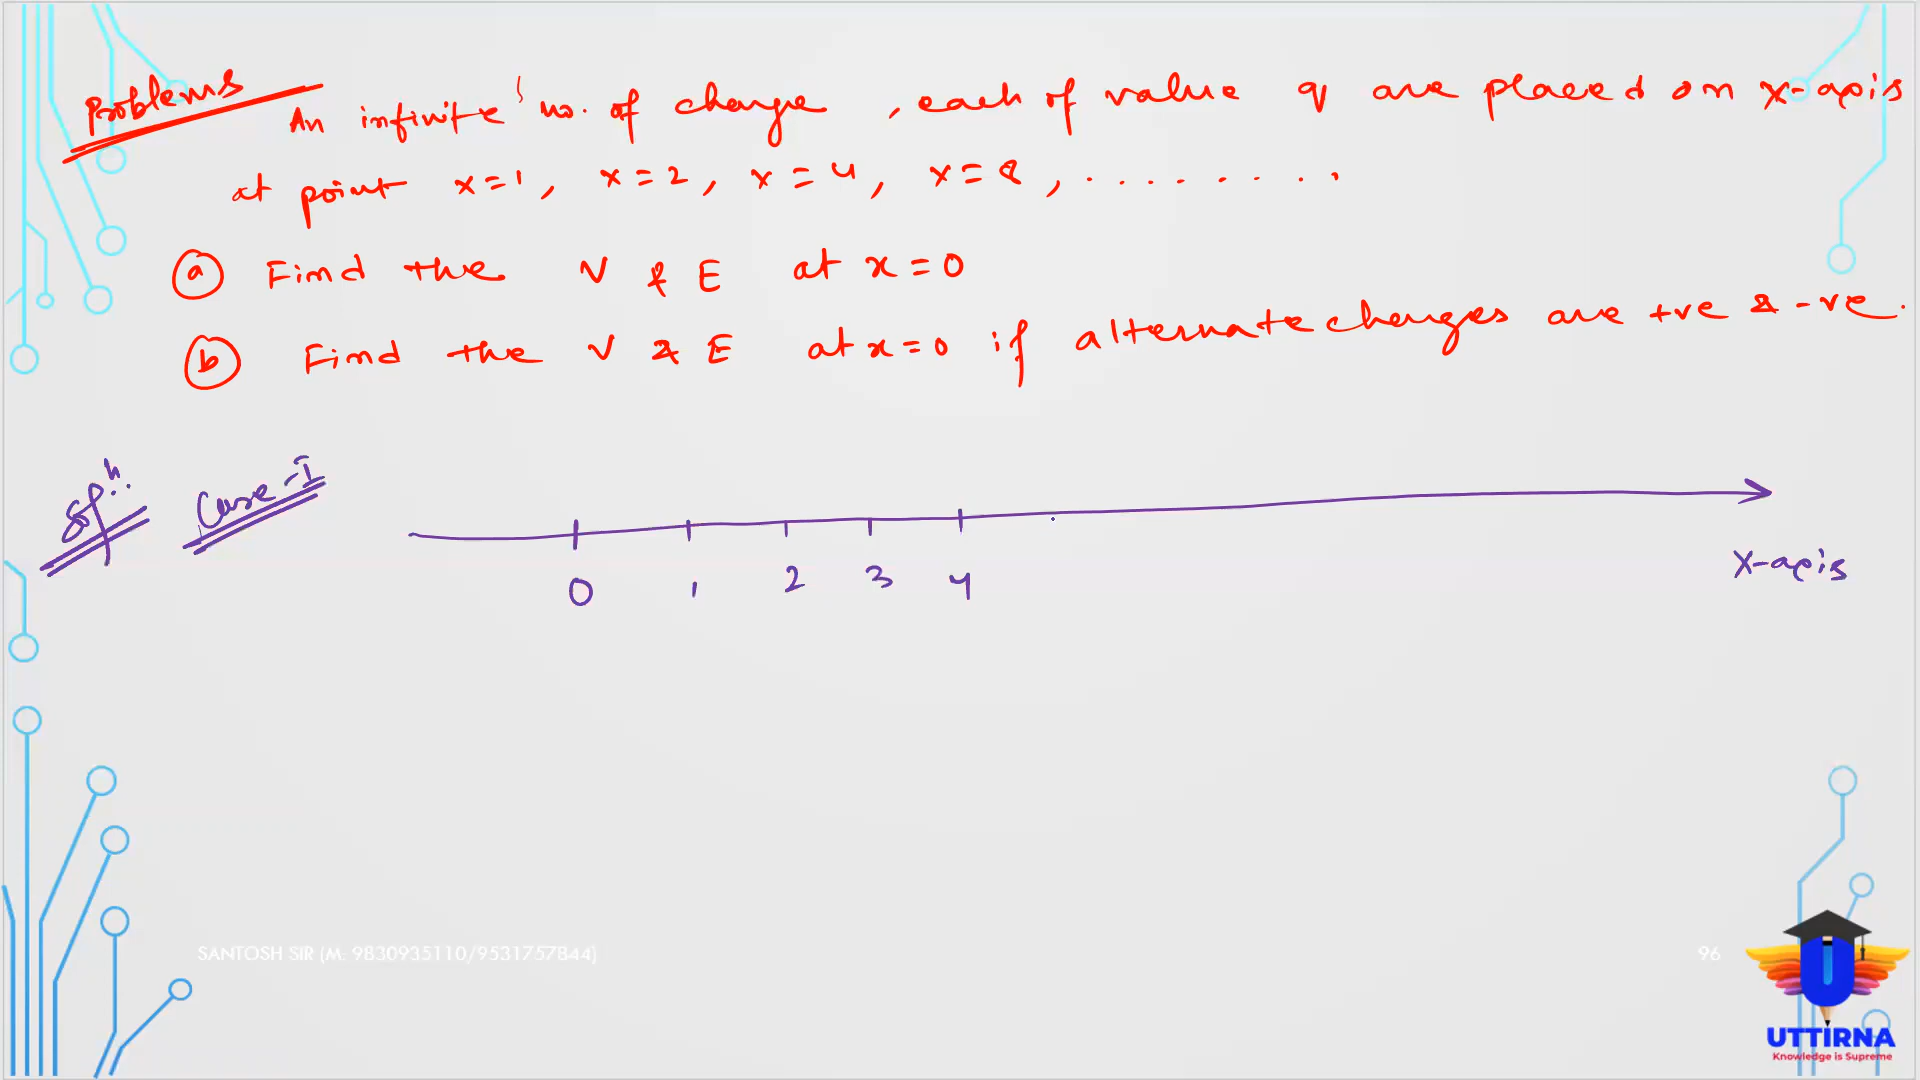 Problems An infinite no. of charge, each of value q are placed on x-axis
at point x=1, x=2, x=4, x=8, .........
(a) Find the V & E at x=0
(b) Find the V & E at x=0 if alternate charges are +ve & -ve.
Sol^n: Case-I
0 1 2 3 4 X-axis
SANTOSH SIR (M: 9830935110/9531757844) 96
U
UTTIRNA
Knowledge is Supreme